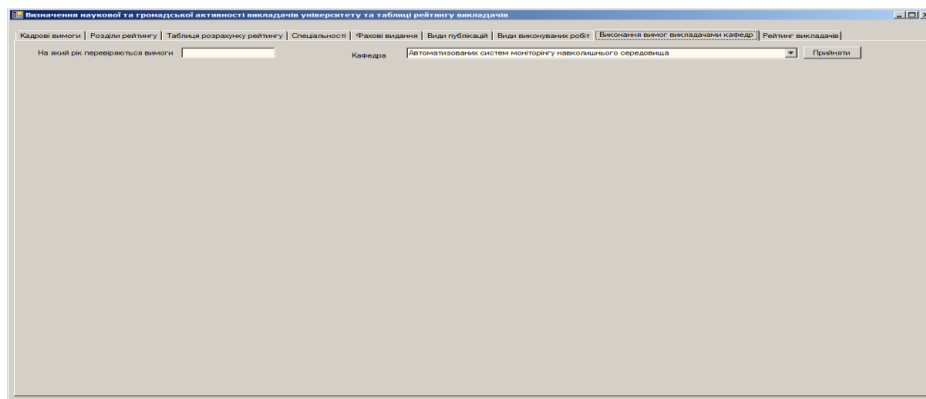 Визначення наукової та громадської активності викладачів університету та таблиці рейтингу викладачів
Кадрові вимоги Розділи рейтингу Таблиця розрахунку рейтингу Спеціальності Фахові видання Види публікацій Види виконуваних робіт Виконання вимог викладачами кафедр Рейтинг викладачів
На який рік перевіряються вимоги Кафедра Автоматизованих систем моніторінгу навколишнього середовища Прийняти